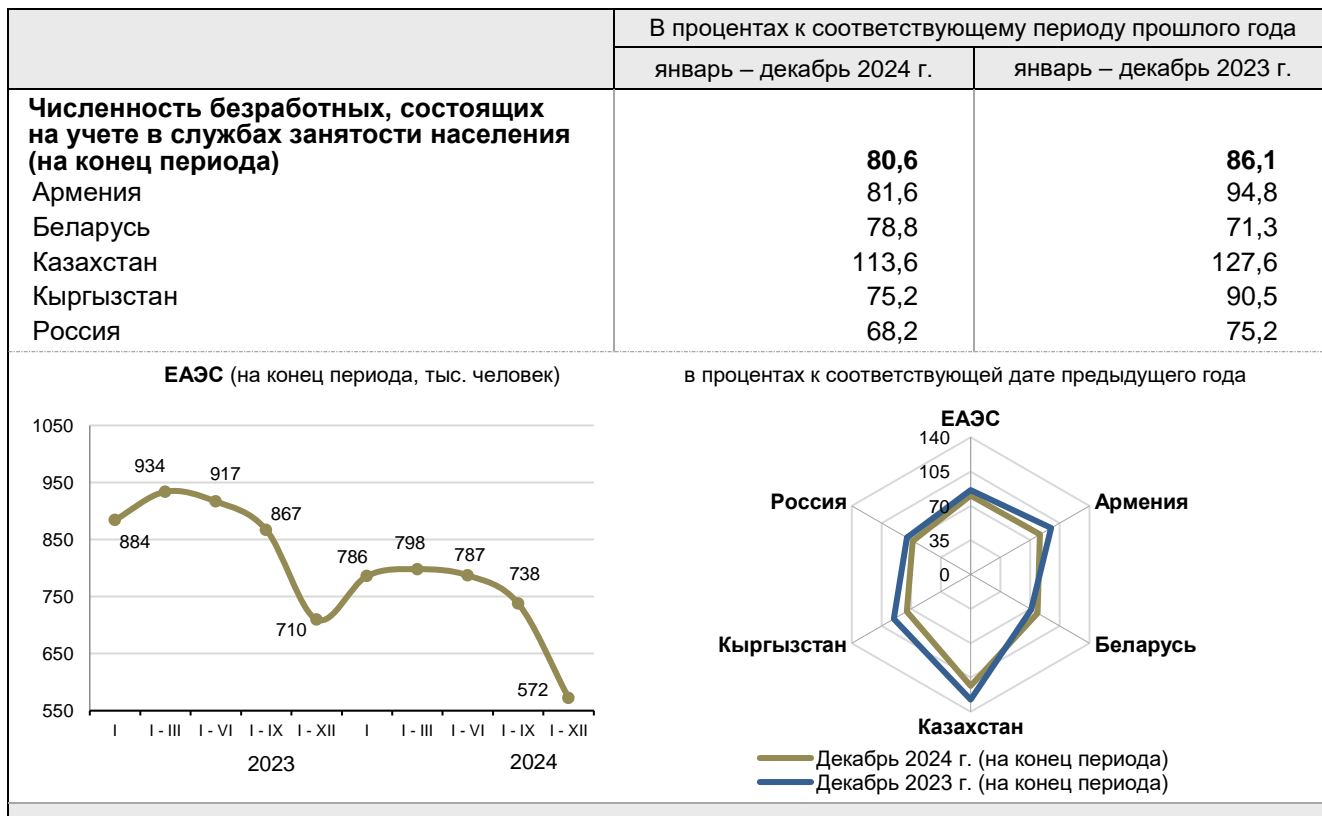 В процентах к соответствующему периоду прошлого года
январь – декабрь 2024 г. январь – декабрь 2023 г.
Численность безработных, состоящих
на учете в службах занятости населения
(на конец периода) 80,6 86,1
Армения 81,6 94,8
Беларусь 78,8 71,3
Казахстан 113,6 127,6
Кыргызстан 75,2 90,5
Россия 68,2 75,2
ЕАЭС (на конец периода, тыс. человек)
1050
950
850
750
650
550
884
934
917
867
710
786
798
787
738
572
I I - III I - VI I - IX I - XII I I - III I - VI I - IX I - XII
2023 2024
в процентах к соответствующей дате предыдущего года
ЕАЭС
140
105
70
35
0
Россия
Армения
Кыргызстан
Беларусь
Казахстан
Декабрь 2024 г. (на конец периода)
Декабрь 2023 г. (на конец периода)